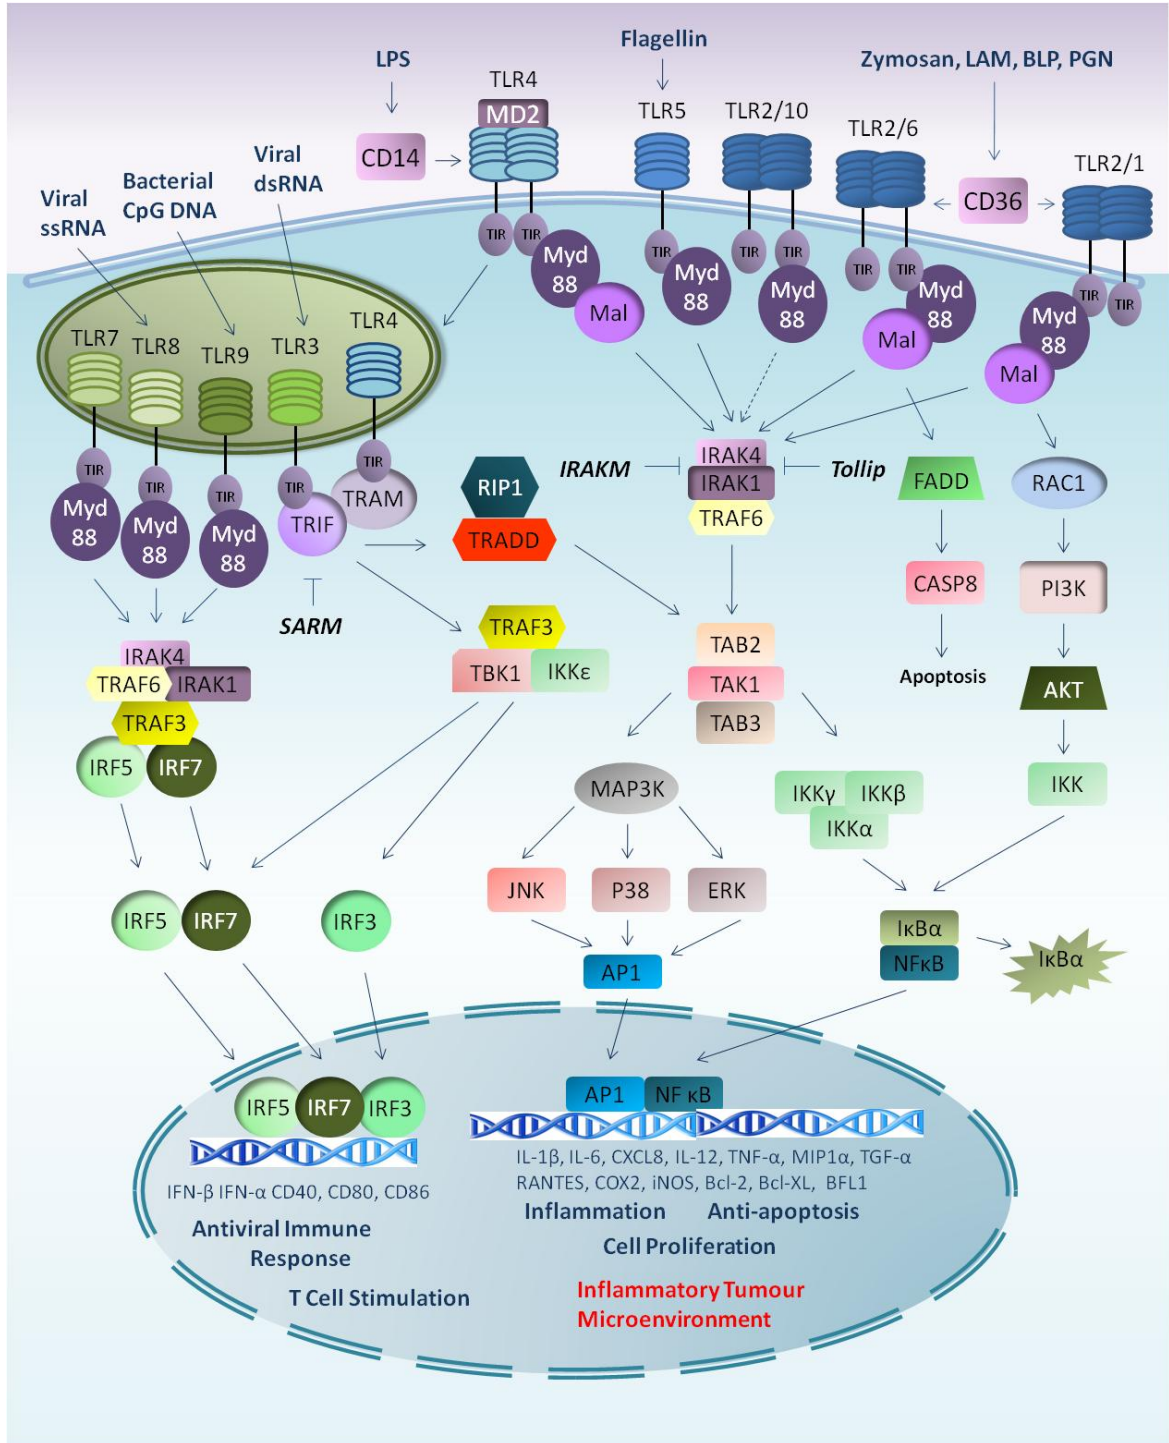 Flagellin
LPS
Zymosan, LAM, BLP, PGN
TLR4
MD2
TLR5
TLR2/10
TLR2/6
TLR2/1
CD14
CD36
Viral
dsRNA
Bacterial
CpG DNA
Viral
ssRNA
TIR
TIR
TIR
TIR
TIR
TIR
TIR
TIR
TIR
Myd
88
Mal
Myd
88
Myd
88
Myd
88
Mal
Myd
88
Mal
TLR7
TLR8
TLR9
TLR3
TLR4
TIR
TIR
TIR
TIR
TIR
Myd
88
Myd
88
Myd
88
TRIF
TRAM
SARM
RIP1
TRADD
IRAKM
IRAK4
IRAK1
TRAF6
Tollip
FADD
RAC1
CASP8
PI3K
Apoptosis
AKT
IKK
IRAK4
TRAF6
IRAK1
TRAF3
IRF5
IRF7
TRAF3
TBK1
IKKε
TAB2
TAK1
TAB3
MAP3K
IKKγ
IKKβ
IKKα
JNK
P38
ERK
IRF5
IRF7
IRF3
AP1
IκBα
NFκB
IκBα
IRF5
IRF7
IRF3
AP1
NF κB
IFN-β IFN-α CD40, CD80, CD86
Antiviral Immune
Response
T Cell Stimulation
IL-1β, IL-6, CXCL8, IL-12, TNF-α, MIP1α, TGF-α
RANTES, COX2, iNOS, Bcl-2, Bcl-XL, BFL1
Inflammation
Anti-apoptosis
Cell Proliferation
Inflammatory Tumour
Microenvironment